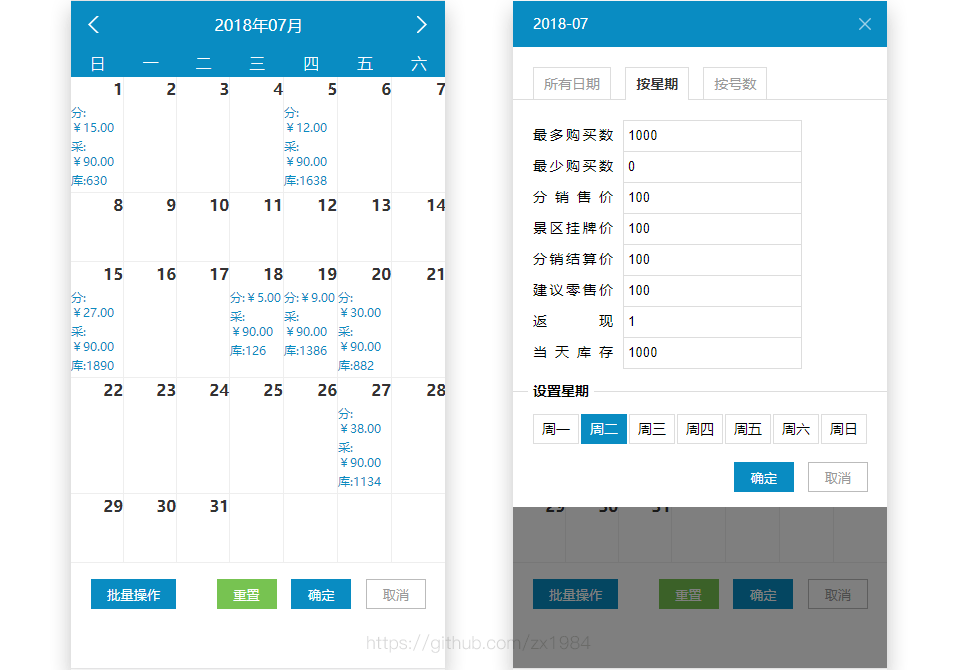 2018年07月
日 一 二 三 四 五 六
1 2 3 4 5 6 7
分:
￥15.00
采:
￥90.00
库:630
分:
￥12.00
采:
￥90.00
库:1638
8 9 10 11 12 13 14
15 16 17 18 19 20 21
分:
￥27.00
采:
￥90.00
库:1890
分:￥5.00
采:
￥90.00
库:126
分:￥9.00
采:
￥90.00
库:1386
分:
￥30.00
采:
￥90.00
库:882
22 23 24 25 26 27 28
分:
￥38.00
采:
￥90.00
库:1134
29 30 31
批量操作 重置 确定 取消
2018-07
所有日期 按星期 按号数
最多购买数 1000
最少购买数 0
分销售价 100
景区挂牌价 100
分销结算价 100
建议零售价 100
返现 1
当天库存 1000
设置星期
周一 周二 周三 周四 周五 周六 周日
确定 取消
29 30 31
批量操作 重置 确定 取消
https://github.com/zx1984